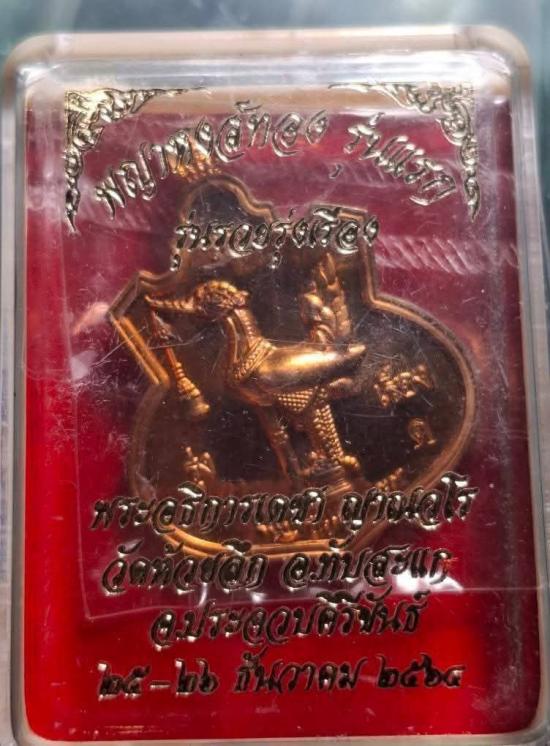 พญาหงษ์ทอง รุ่นแรก
รุ่นรวยรุ่งเรือง
พระอธิการเดชา ญาณวโร
วัดห้วยลึก อ.ทับสะแก
จ.ประจวบคีรีขันธ์
๒๕ - ๒๖ ธันวาคม ๒๕๖๔